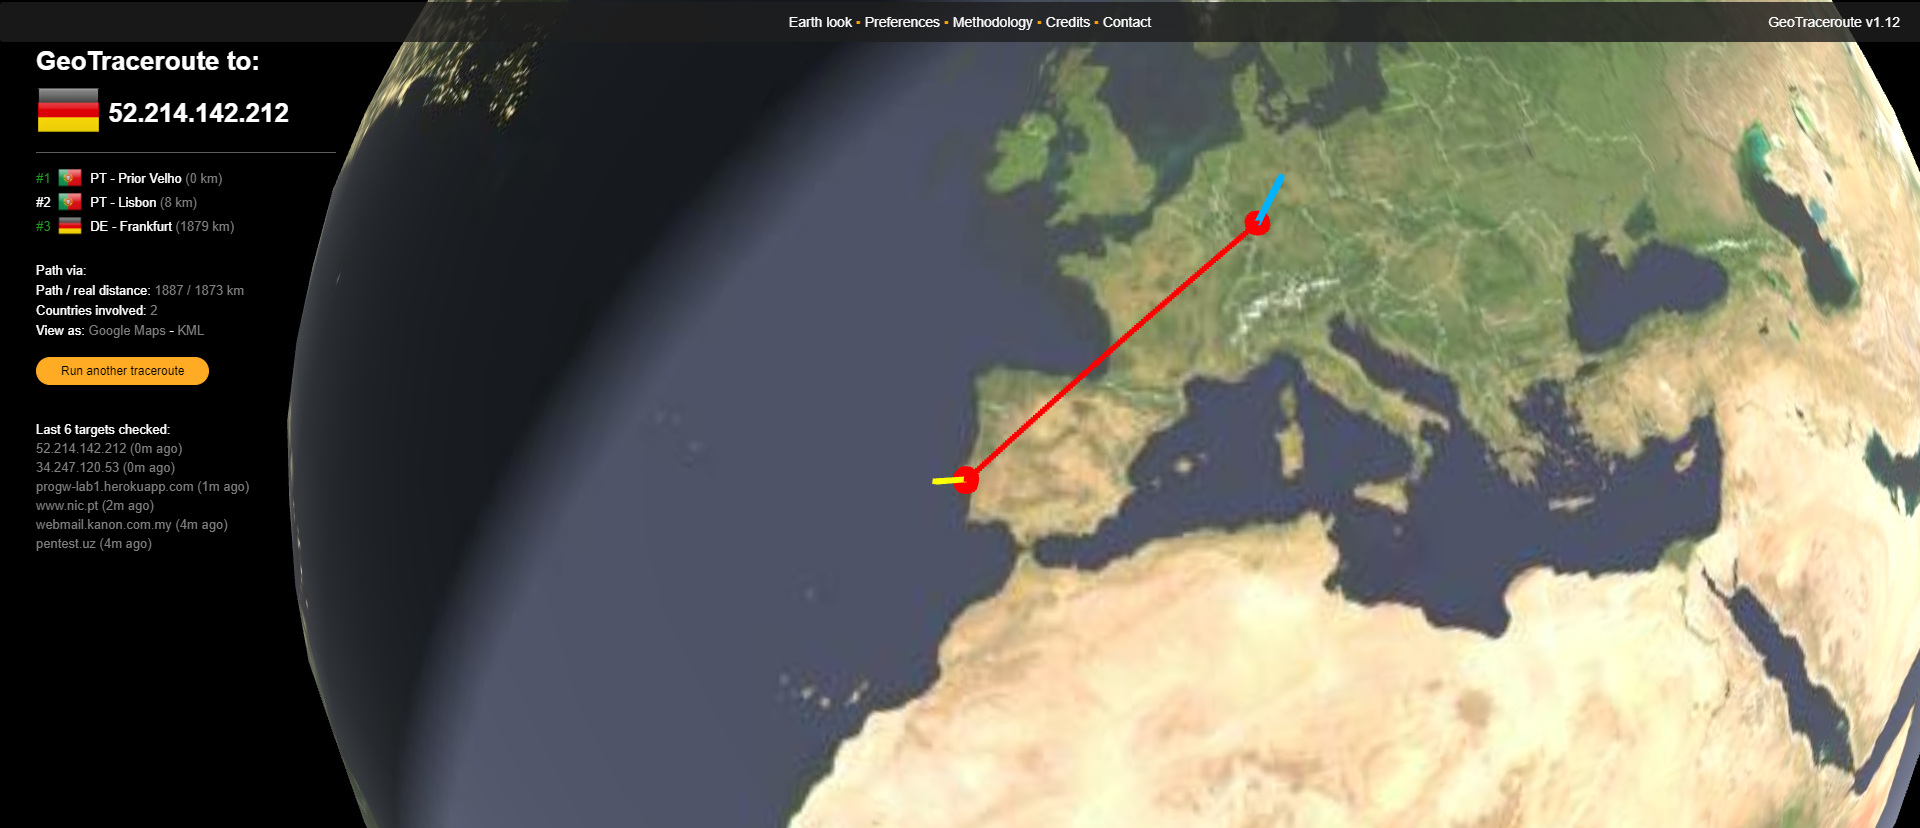 Earth look ▪ Preferences ▪ Methodology ▪ Credits ▪ Contact
GeoTraceroute v1.12
GeoTraceroute to:
52.214.142.212
#1 PT - Prior Velho (0 km)
#2 PT - Lisbon (8 km)
#3 DE - Frankfurt (1879 km)
Path via:
Path / real distance: 1887 / 1873 km
Countries involved: 2
View as: Google Maps - KML
Run another traceroute
Last 6 targets checked:
52.214.142.212 (0m ago)
34.247.120.53 (0m ago)
progw-lab1.herokuapp.com (1m ago)
www.nic.pt (2m ago)
webmail.kanon.com.my (4m ago)
pentest.uz (4m ago)